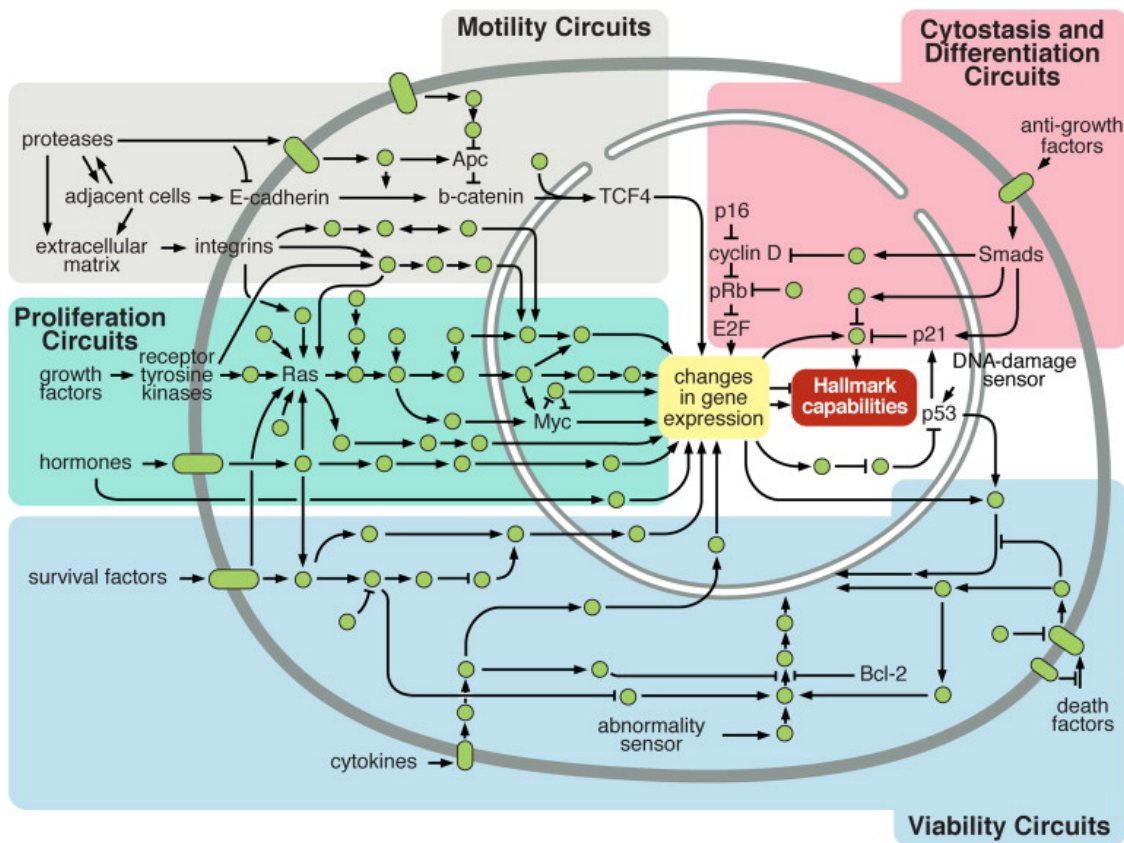 Motility Circuits
Cytostasis and
Differentiation
Circuits
proteases
adjacent cells
extracellular
matrix
E-cadherin
integrins
Apc
b-catenin
TCF4
anti-growth
factors
p16
cyclin D
pRb
E2F
Smads
p21
DNA-damage
sensor
p53
Proliferation
Circuits
growth
factors
receptor
tyrosine
kinases
Ras
Myc
hormones
changes
in gene
expression
Hallmark
capabilities
survival factors
Bcl-2
abnormality
sensor
cytokines
death
factors
Viability Circuits